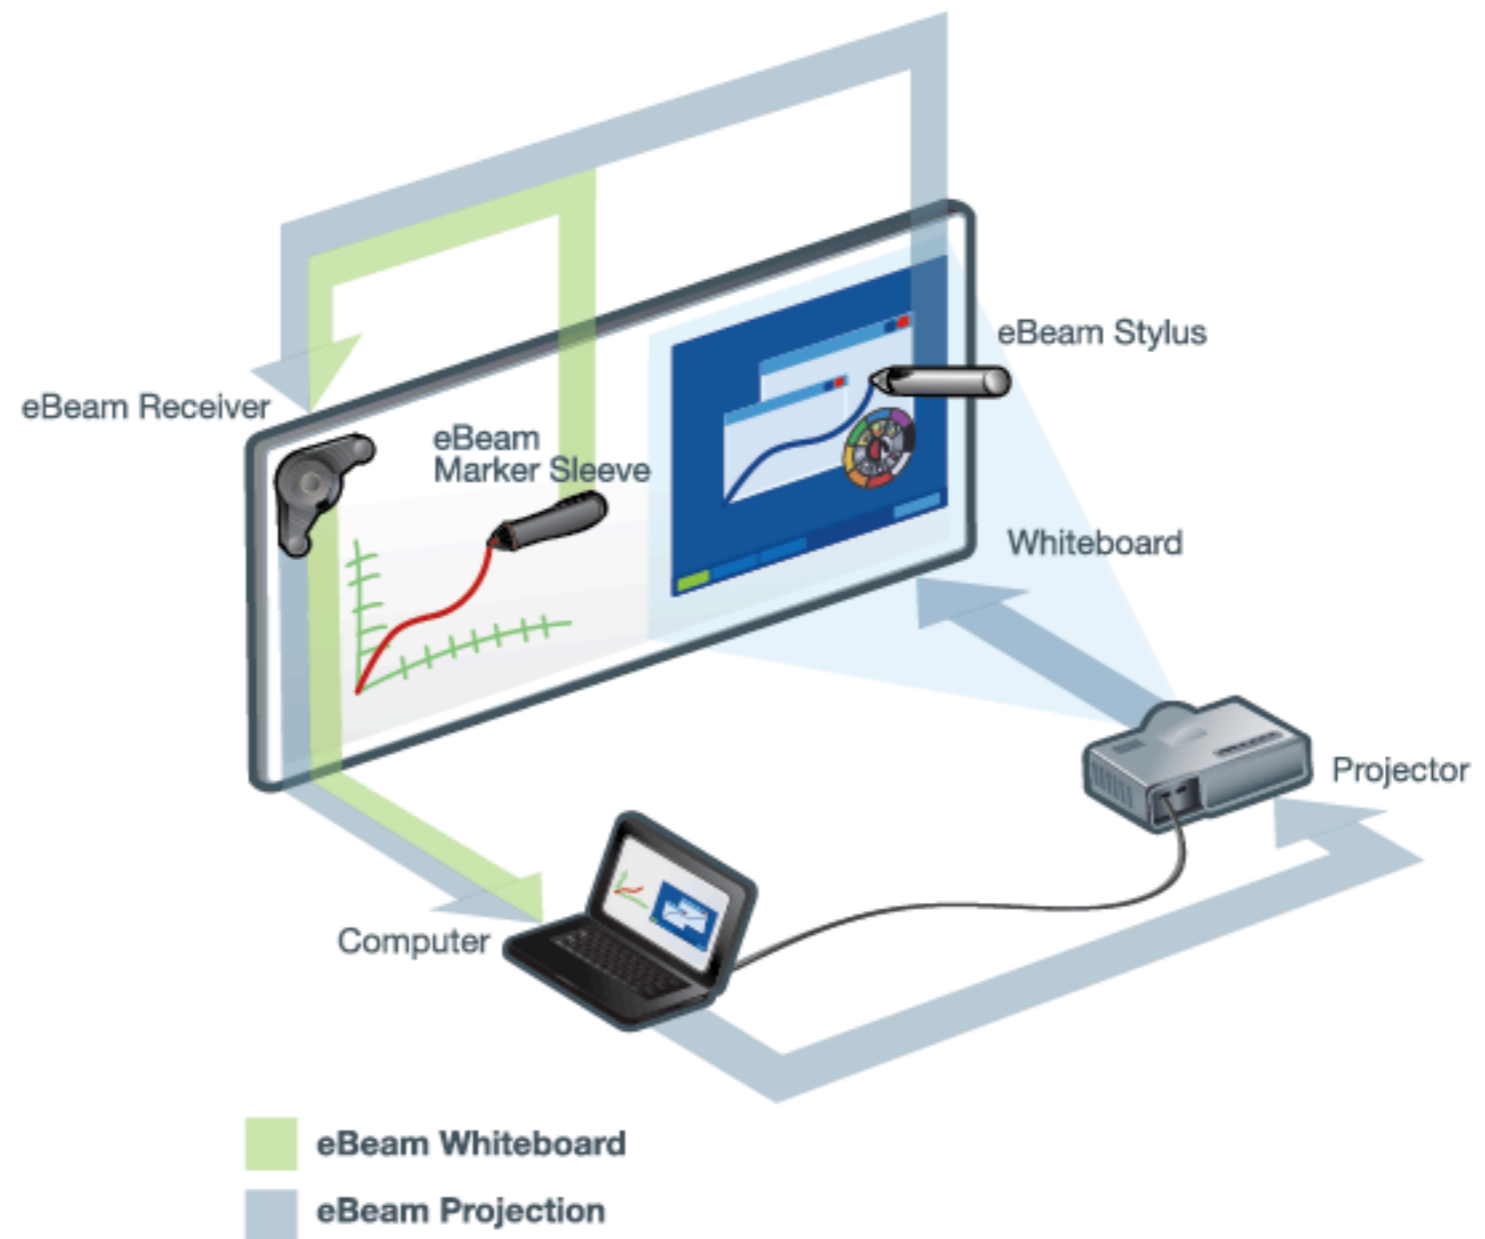 eBeam Stylus
eBeam Receiver
eBeam
Marker Sleeve
Whiteboard
Projector
Computer
eBeam Whiteboard
eBeam Projection